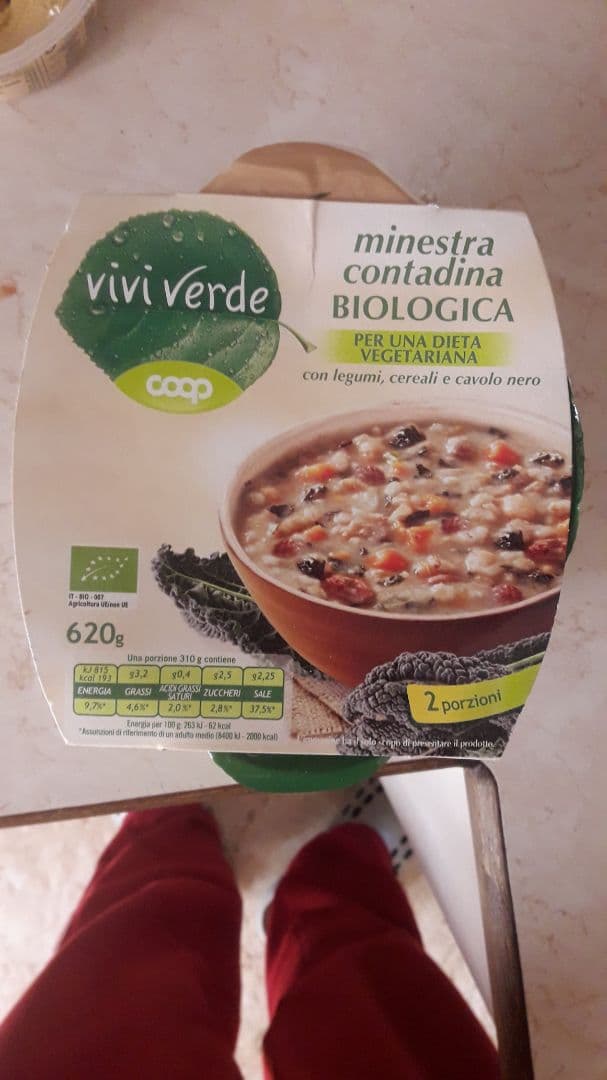 vivi verde
coop
minestra
contadina
BIOLOGICA
PER UNA DIETA
VEGETARIANA
con legumi, cereali e cavolo nero
IT - BIO - 007
Agricoltura UE/non UE
620g
Una porzione 310 g contiene
kJ 815
kcal 193
g3,2
g0,4
g2,5
g2,25
ENERGIA
GRASSI
ACIDI GRASSI
SATURI
ZUCCHERI
SALE
9,7%*
4,6%*
2,0%*
2,8%*
37,5%*
Energia per 100 g: 263 kJ - 62 kcal
*Assunzioni di riferimento di un adulto medio (8400 kJ - 2000 kcal)
2 porzioni
ha il solo scopo di presentare il prodotto